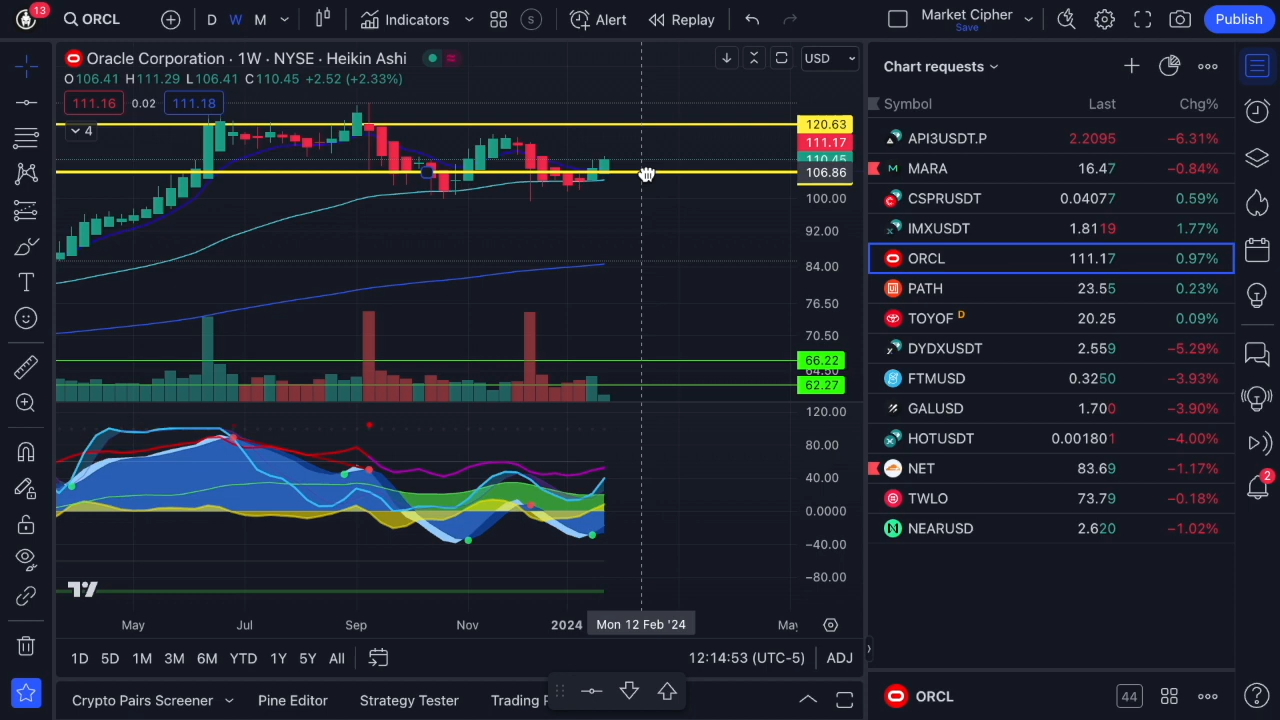 13
ORCL
D W M
Indicators
S
Alert
Replay
Market Cipher
Save
Publish
Oracle Corporation · 1W · NYSE · Heikin Ashi
O106.41 H111.29 L106.41 C110.45 +2.52 (+2.33%)
111.16 0.02 111.18
4
USD
120.63
111.17
110.45
106.86
100.00
92.00
84.00
76.50
70.50
66.22
64.50
62.27
120.00
80.00
40.00
0.0000
−40.00
−80.00
May Jul Sep Nov 2024 Mon 12 Feb '24 May
1D 5D 1M 3M 6M YTD 1Y 5Y All
12:14:53 (UTC-5) ADJ
Crypto Pairs Screener Pine Editor Strategy Tester Trading
Chart requests
Symbol Last Chg%
API3USDT.P 2.2095 −6.31%
M MARA 16.47 −0.84%
CSPRUSDT 0.04077 0.59%
IMXUSDT 1.8119 1.77%
ORCL 111.17 0.97%
PATH 23.55 0.23%
TOYOF D 20.25 0.09%
DYDXUSDT 2.559 −5.29%
FTMUSD 0.3250 −3.93%
GALUSD 1.700 −3.90%
HOTUSDT 0.001801 −4.00%
NET 83.69 −1.17%
TWLO 73.79 −0.18%
NEARUSD 2.620 −1.02%
ORCL 44
2